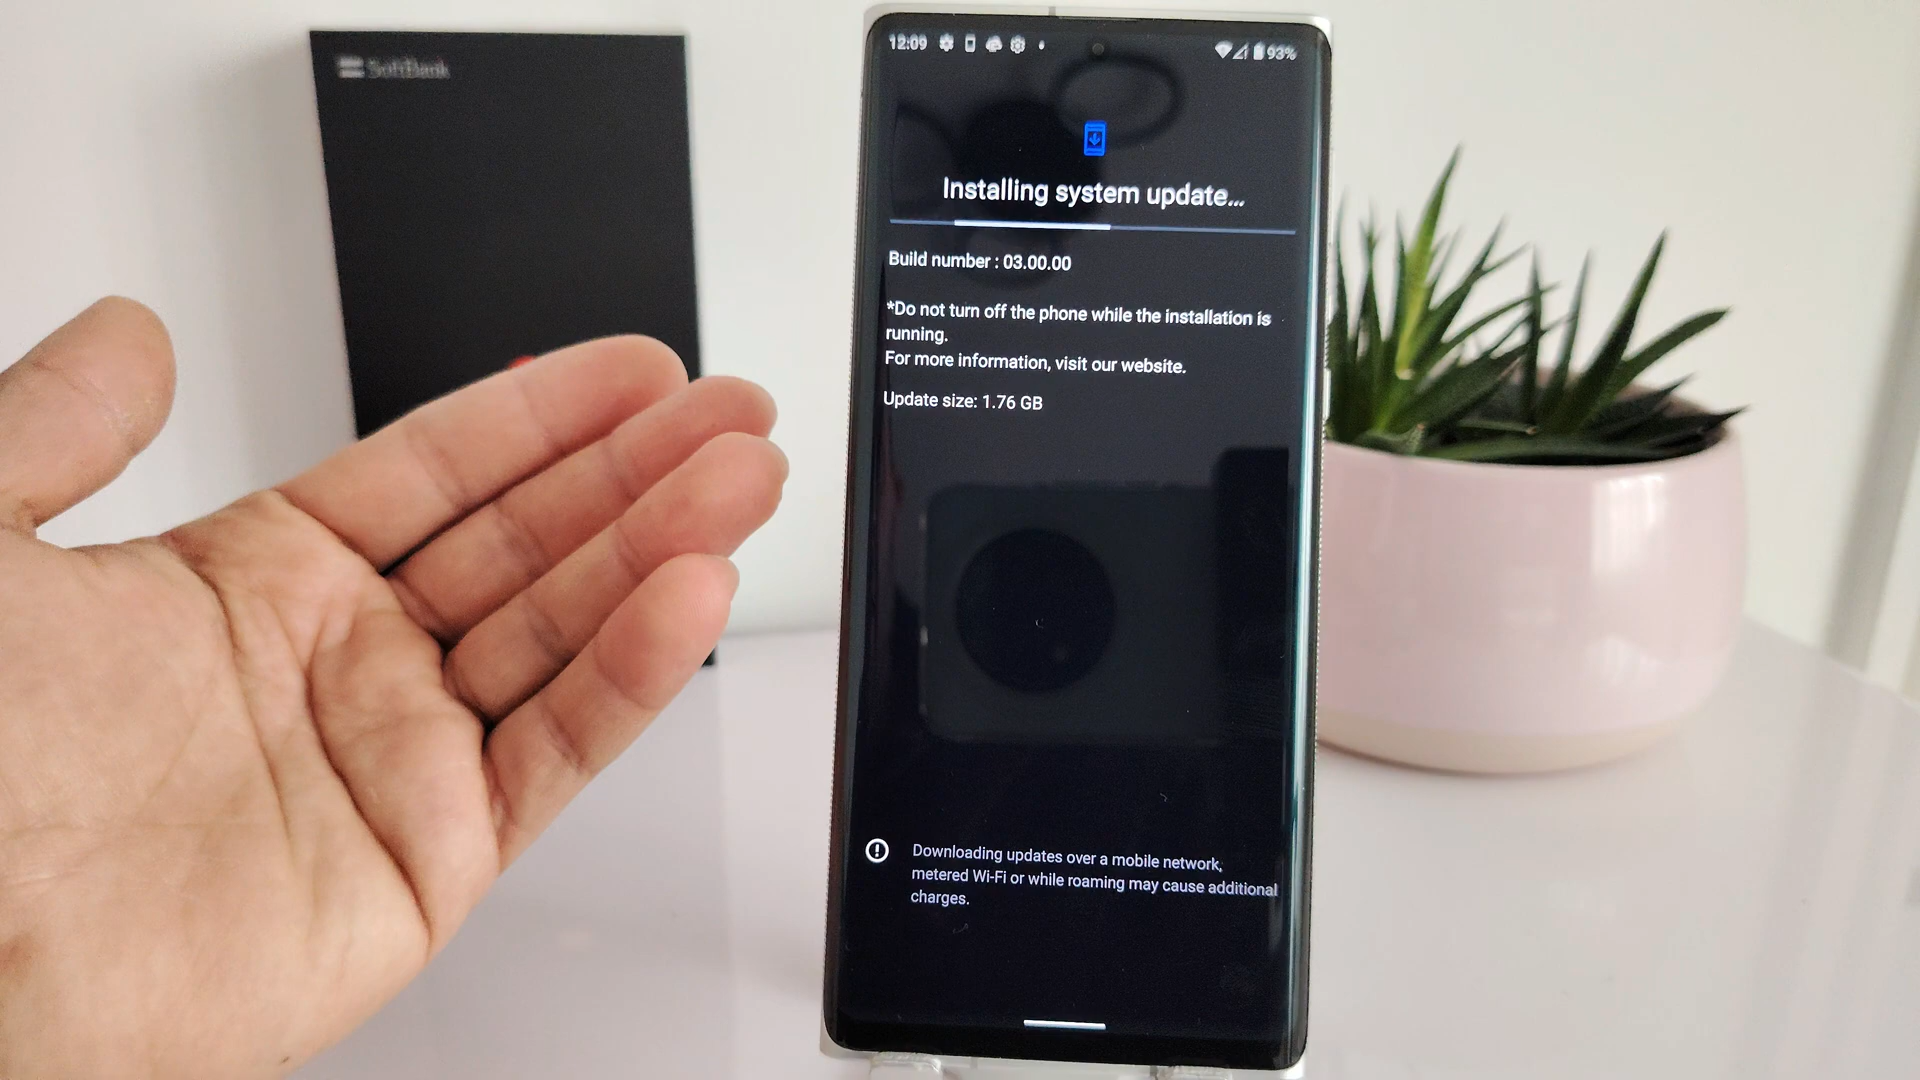 SoftBank
12:09
93%
Installing system update...
Build number : 03.00.00
*Do not turn off the phone while the installation is
running.
For more information, visit our website.
Update size: 1.76 GB
Downloading updates over a mobile network,
metered Wi-Fi or while roaming may cause additional
charges.